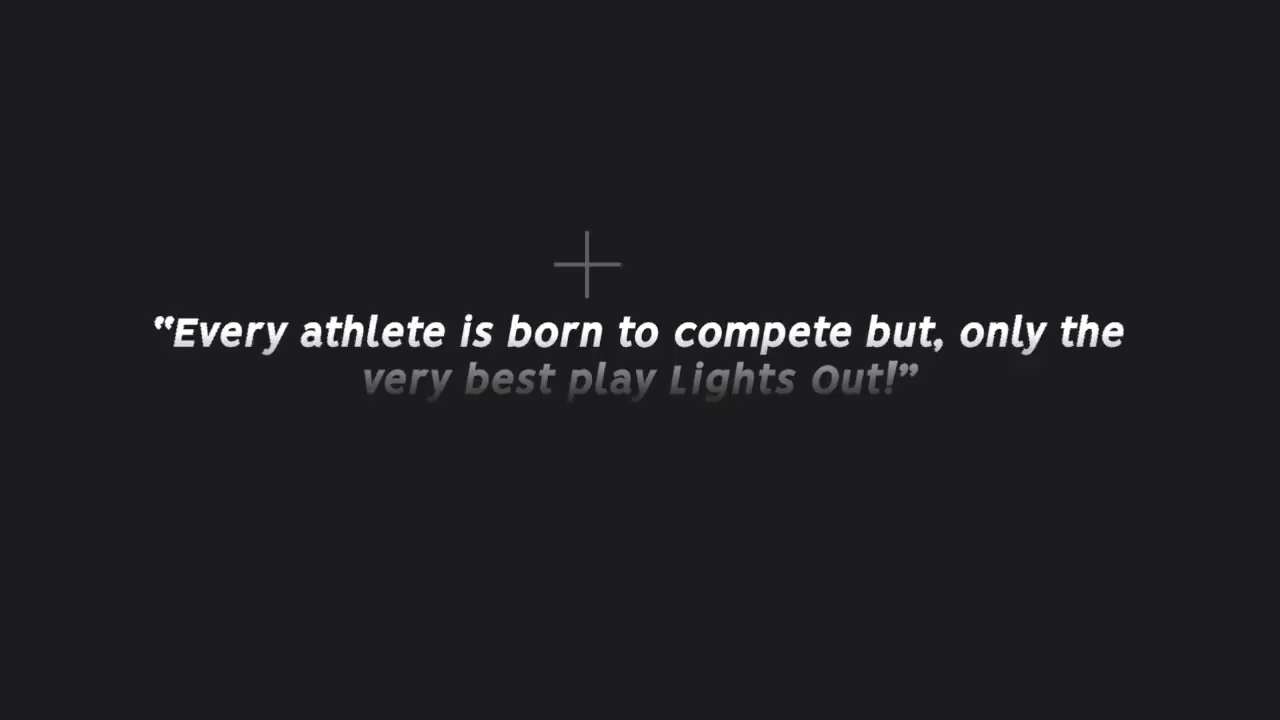 “Every athlete is born to compete but, only the
very best play Lights Out!”